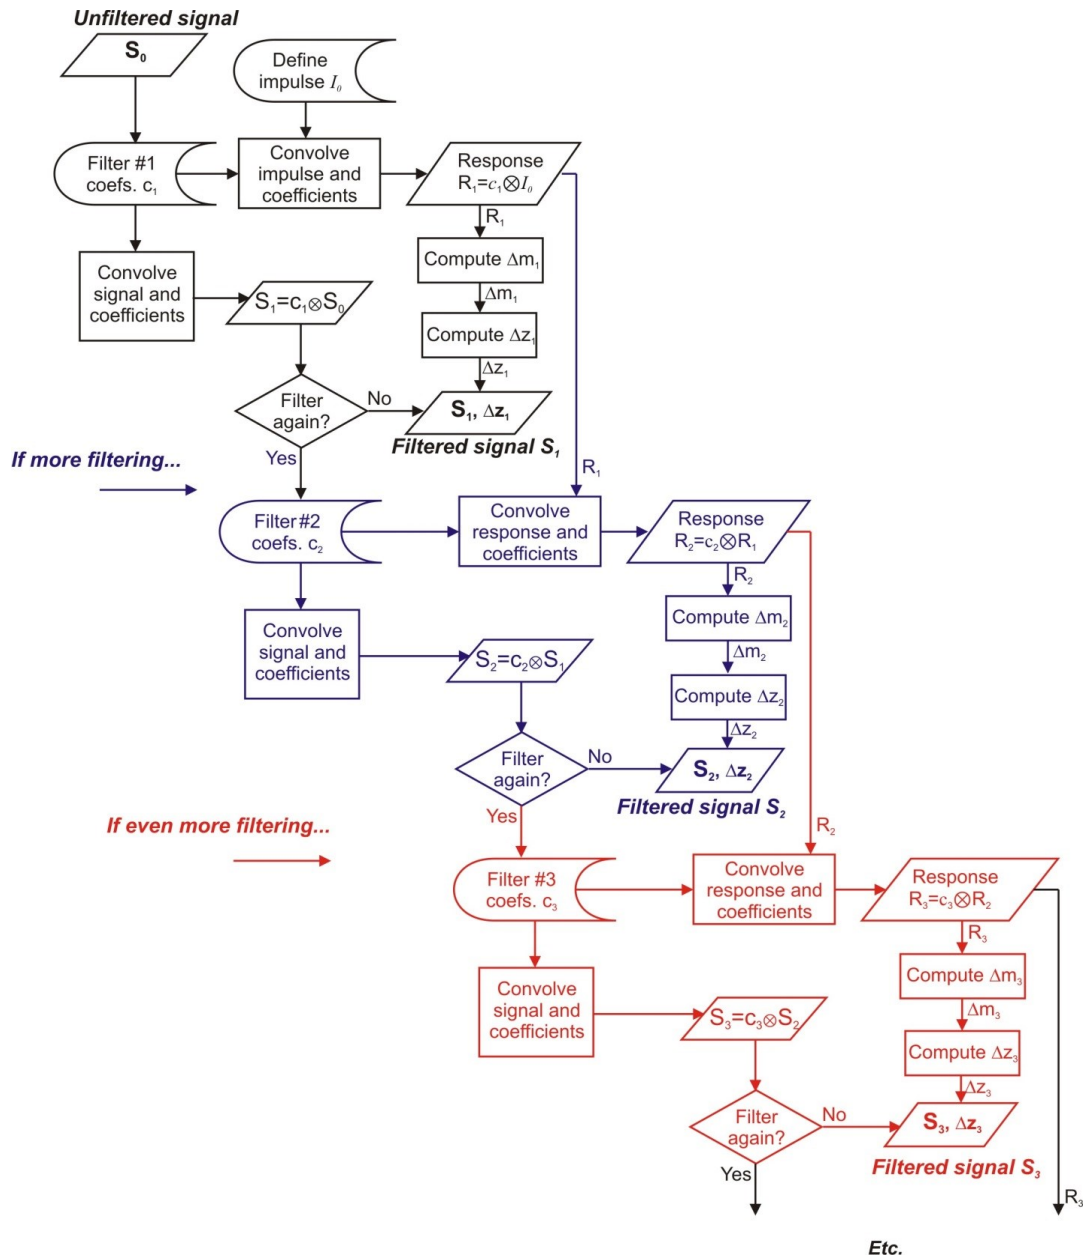 Unfiltered signal
S₀
Define
impulse I₀
Filter #1
coefs. c₁
Convolve
impulse and
coefficients
Response
R₁=c₁⊗I₀
R₁
Compute Δm₁
Δm₁
Compute Δz₁
Δz₁
Convolve
signal and
coefficients
S₁=c₁⊗S₀
Filter
again?
No
S₁, Δz₁
Filtered signal S₁
Yes
R₁
If more filtering...
Filter #2
coefs. c₂
Convolve
response and
coefficients
Response
R₂=c₂⊗R₁
R₂
Compute Δm₂
Δm₂
Compute Δz₂
Δz₂
Convolve
signal and
coefficients
S₂=c₂⊗S₁
Filter
again?
No
S₂, Δz₂
Filtered signal S₂
Yes
R₂
If even more filtering...
Filter #3
coefs. c₃
Convolve
response and
coefficients
Response
R₃=c₃⊗R₂
R₃
Compute Δm₃
Δm₃
Compute Δz₃
Δz₃
Convolve
signal and
coefficients
S₃=c₃⊗S₂
Filter
again?
No
S₃, Δz₃
Filtered signal S₃
Yes
R₃
Etc.